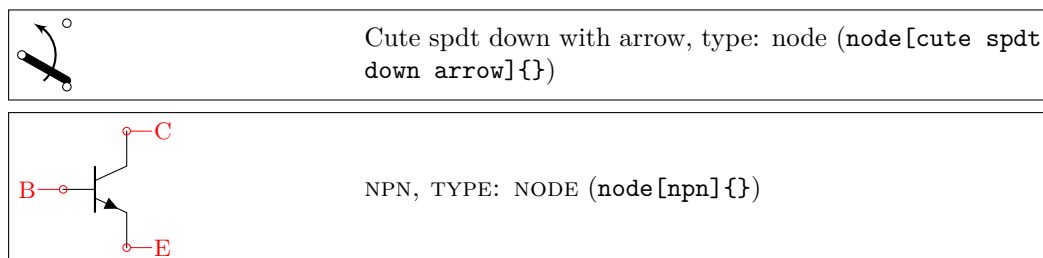 Cute spdt down with arrow, type: node (node[cute spdt
down arrow]{})
C
B
NPN, TYPE: NODE (node[npn]{})
E